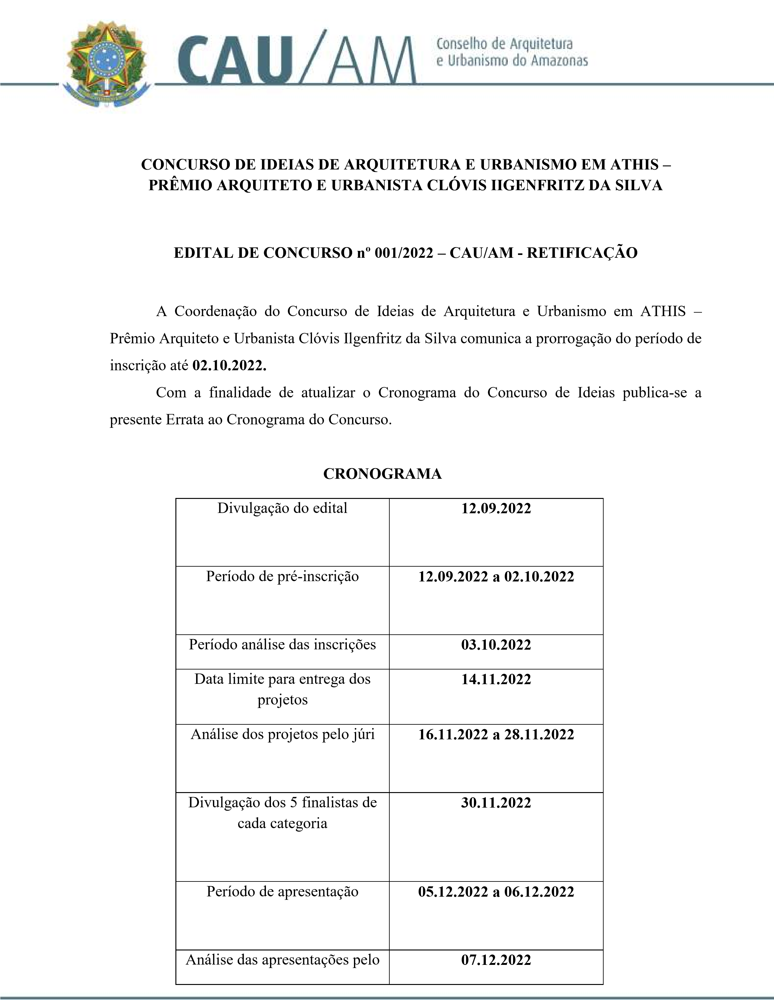 CAU/AM
Conselho de Arquitetura
e Urbanismo do Amazonas
CONCURSO DE IDEIAS DE ARQUITETURA E URBANISMO EM ATHIS –
PRÊMIO ARQUITETO E URBANISTA CLÓVIS IIGENFRITZ DA SILVA
EDITAL DE CONCURSO nº 001/2022 – CAU/AM - RETIFICAÇÃO
A Coordenação do Concurso de Ideias de Arquitetura e Urbanismo em ATHIS –
Prêmio Arquiteto e Urbanista Clóvis Ilgenfritz da Silva comunica a prorrogação do período de
inscrição até 02.10.2022.
Com a finalidade de atualizar o Cronograma do Concurso de Ideias publica-se a
presente Errata ao Cronograma do Concurso.
CRONOGRAMA
Divulgação do edital 12.09.2022
Período de pré-inscrição 12.09.2022 a 02.10.2022
Período análise das inscrições 03.10.2022
Data limite para entrega dos 14.11.2022
projetos
Análise dos projetos pelo júri 16.11.2022 a 28.11.2022
Divulgação dos 5 finalistas de 30.11.2022
cada categoria
Período de apresentação 05.12.2022 a 06.12.2022
Análise das apresentações pelo 07.12.2022